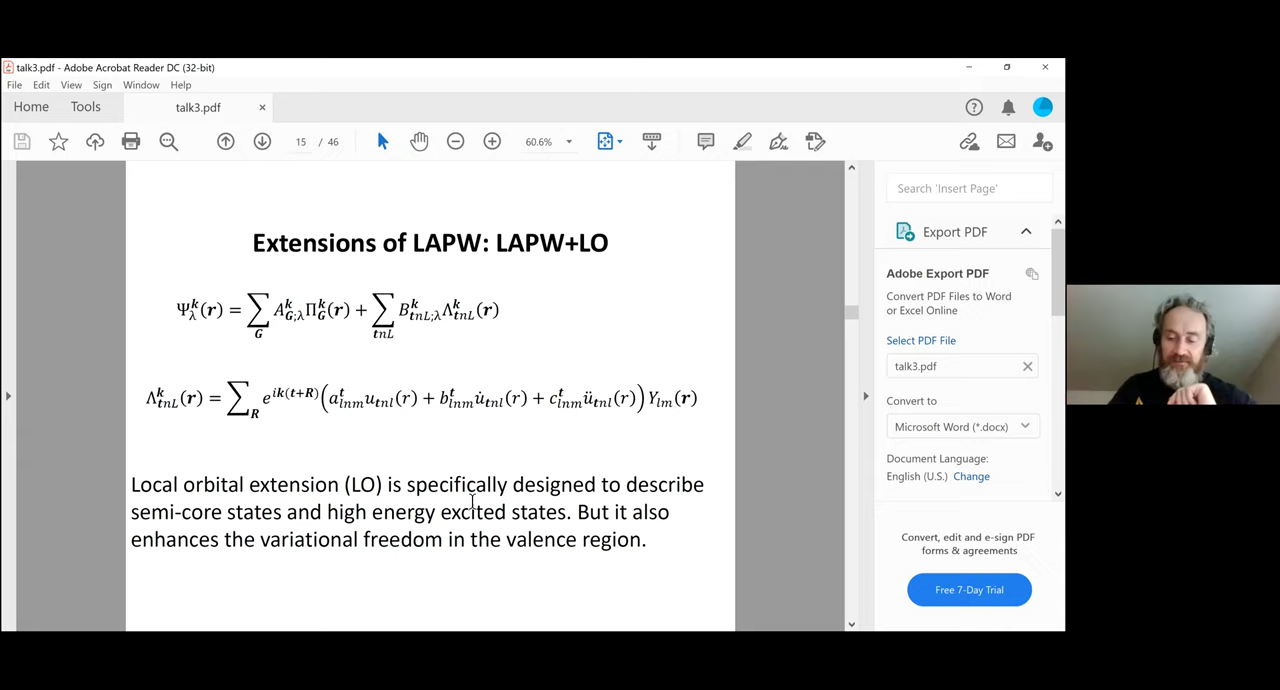 talk3.pdf - Adobe Acrobat Reader DC (32-bit)
File Edit View Sign Window Help
Home Tools talk3.pdf
15 / 46 60.6%
Extensions of LAPW: LAPW+LO
Ψ^k_λ(r) = ∑_G A^k_{G;λ} Π^k_G(r) + ∑_{tnL} B^k_{tnL;λ} Λ^k_{tnL}(r)
Λ^k_{tnL}(r) = ∑_R e^{ik(t+R)} (a^t_{lnm} u_{tnl}(r) + b^t_{lnm} u̇_{tnl}(r) + c^t_{lnm} ü_{tnl}(r)) Y_{lm}(r)
Local orbital extension (LO) is specifically designed to describe
semi-core states and high energy excited states. But it also
enhances the variational freedom in the valence region.
Search 'Insert Page'
Export PDF
Adobe Export PDF
Convert PDF Files to Word
or Excel Online
Select PDF File
talk3.pdf
Convert to
Microsoft Word (*.docx)
Document Language:
English (U.S.) Change
Convert, edit and e-sign PDF
forms & agreements
Free 7-Day Trial